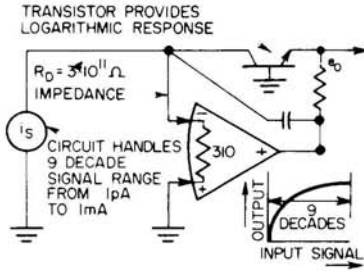 TRANSISTOR PROVIDES
LOGARITHMIC RESPONSE
R_D = 3·10^11 Ω
IMPEDANCE
i_S
CIRCUIT HANDLES
9 DECADE
SIGNAL RANGE
FROM 1pA
TO 1mA
e_O
−
310
+
+
OUTPUT
9
DECADES
INPUT SIGNAL